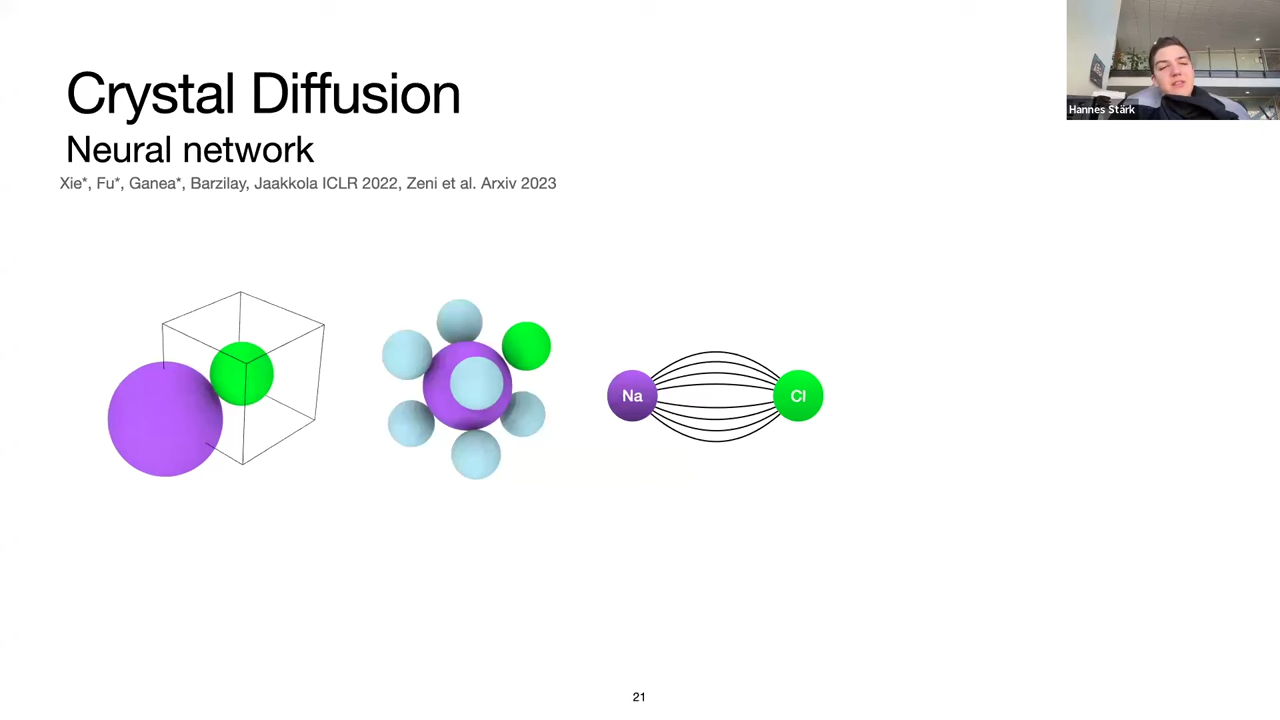 Crystal Diffusion
Neural network
Xie*, Fu*, Ganea*, Barzilay, Jaakkola ICLR 2022, Zeni et al. Arxiv 2023
Hannes Stärk
Na
Cl
21